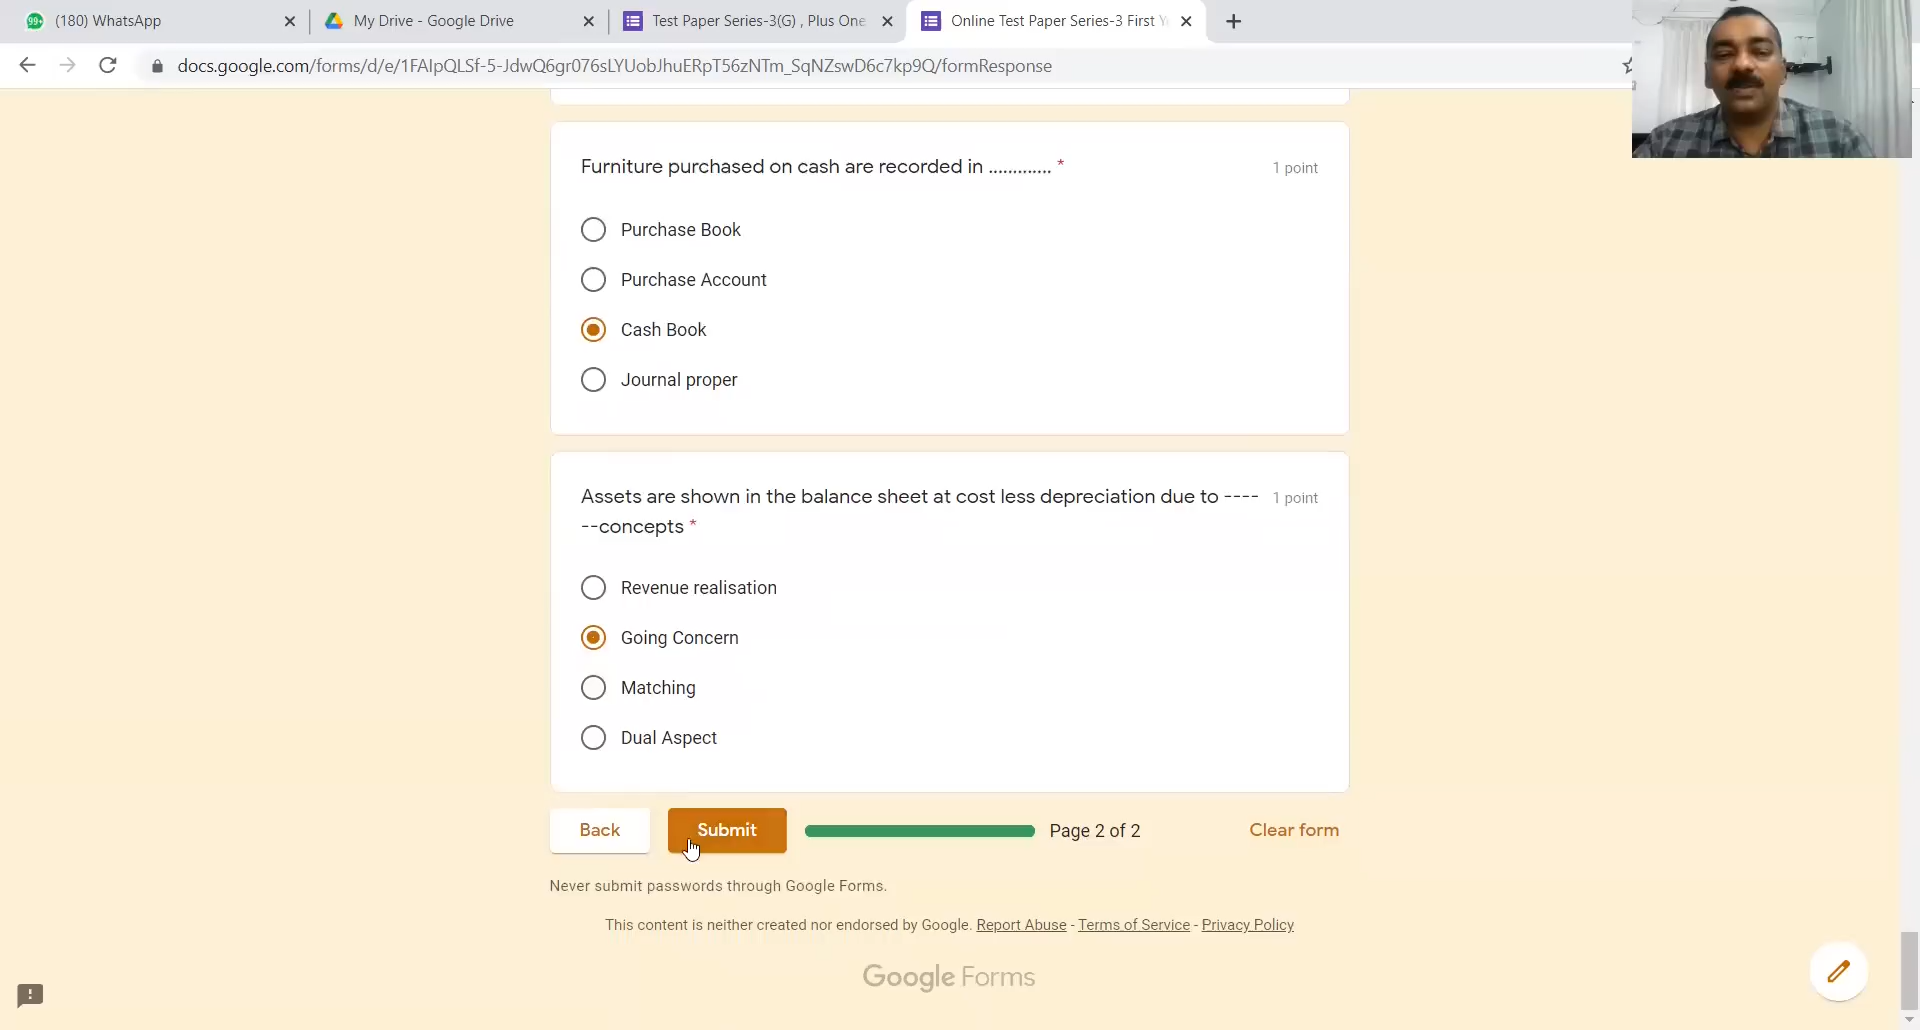 99+ (180) WhatsApp
My Drive - Google Drive
Test Paper Series-3(G) , Plus One
Online Test Paper Series-3 First Y
docs.google.com/forms/d/e/1FAIpQLSf-5-JdwQ6gr076sLYUobJhuERpT56zNTm_SqNZswD6c7kp9Q/formResponse
Furniture purchased on cash are recorded in ............. *
1 point
Purchase Book
Purchase Account
Cash Book
Journal proper
Assets are shown in the balance sheet at cost less depreciation due to ----
1 point
--concepts *
Revenue realisation
Going Concern
Matching
Dual Aspect
Back
Submit
Page 2 of 2
Clear form
Never submit passwords through Google Forms.
This content is neither created nor endorsed by Google. Report Abuse - Terms of Service - Privacy Policy
Google Forms